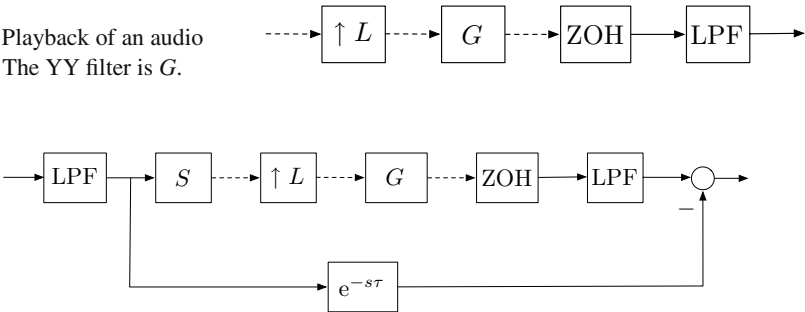 Playback of an audio
The YY filter is G.
↑ L G ZOH LPF
LPF S ↑ L G ZOH LPF
−
e^{−sτ}